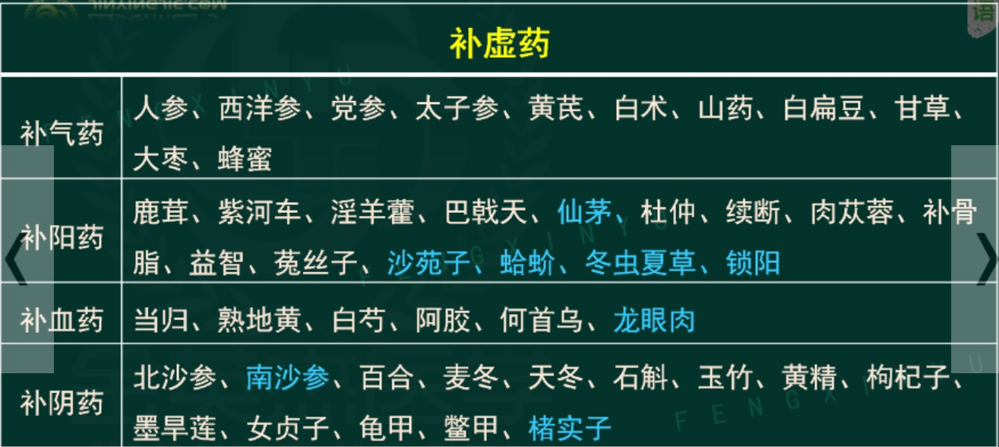 JINYINGJIE.COM
语
补虚药
补气药
人参、西洋参、党参、太子参、黄芪、白术、山药、白扁豆、甘草、
大枣、蜂蜜
补阳药
鹿茸、紫河车、淫羊藿、巴戟天、仙茅、杜仲、续断、肉苁蓉、补骨
脂、益智、菟丝子、沙苑子、蛤蚧、冬虫夏草、锁阳
补血药
当归、熟地黄、白芍、阿胶、何首乌、龙眼肉
补阴药
北沙参、南沙参、百合、麦冬、天冬、石斛、玉竹、黄精、枸杞子、
墨旱莲、女贞子、龟甲、鳖甲、楮实子
FENGXINYU
FENGXINYU
FENGXINYU